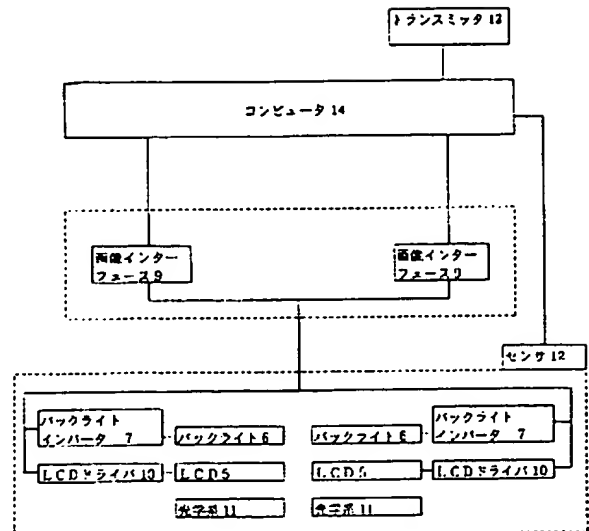 トランスミッタ 13
コンピュータ 14
画像インター
フェース 9
画像インター
フェース 9
センサ 12
バックライト
インバータ 7
バックライト 6
バックライト 6
バックライト
インバータ 7
LCDドライバ 10
LCD 5
LCD 5
LCDドライバ 10
光学系 11
光学系 11